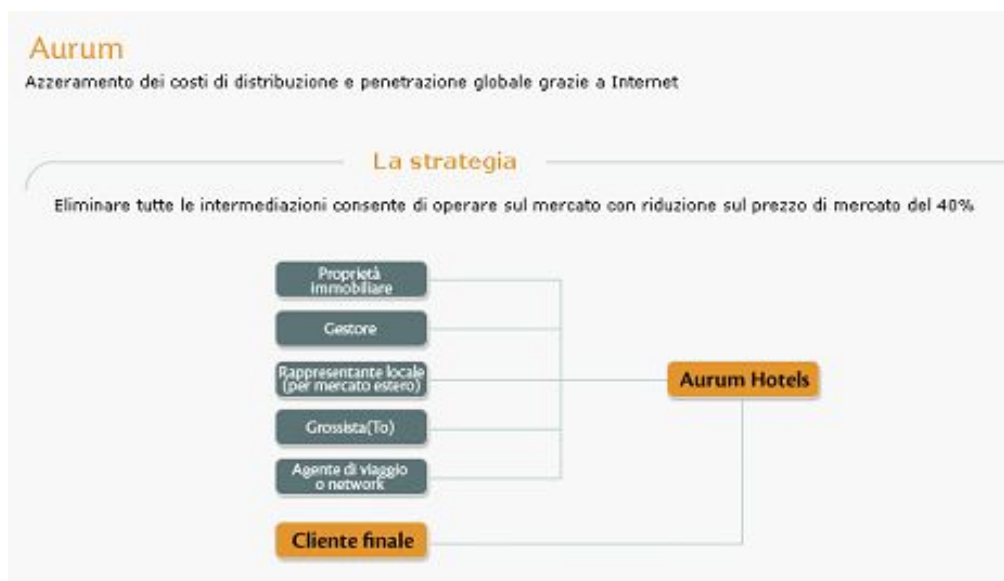 Aurum
Azzeramento dei costi di distribuzione e penetrazione globale grazie a Internet
La strategia
Eliminare tutte le intermediazioni consente di operare sul mercato con riduzione sul prezzo di mercato del 40%
Proprietà
immobiliare
Gestore
Rappresentante locale
(per mercato estero)
Aurum Hotels
Grossista(To)
Agente di viaggio
o network
Cliente finale